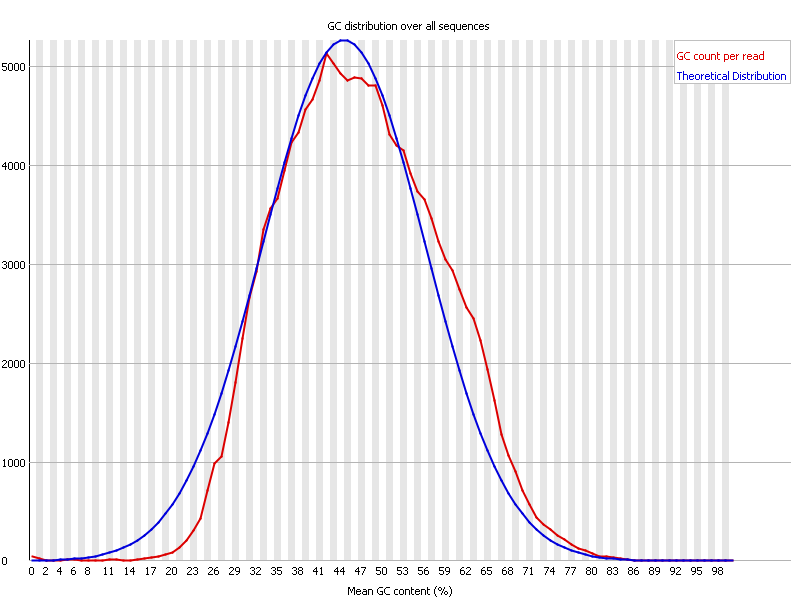 GC distribution over all sequences
GC count per read
Theoretical Distribution
5000
4000
3000
2000
1000
0
0 2 4 6 8 11 14 17 20 23 26 29 32 35 38 41 44 47 50 53 56 59 62 65 68 71 74 77 80 83 86 89 92 95 98
Mean GC content (%)